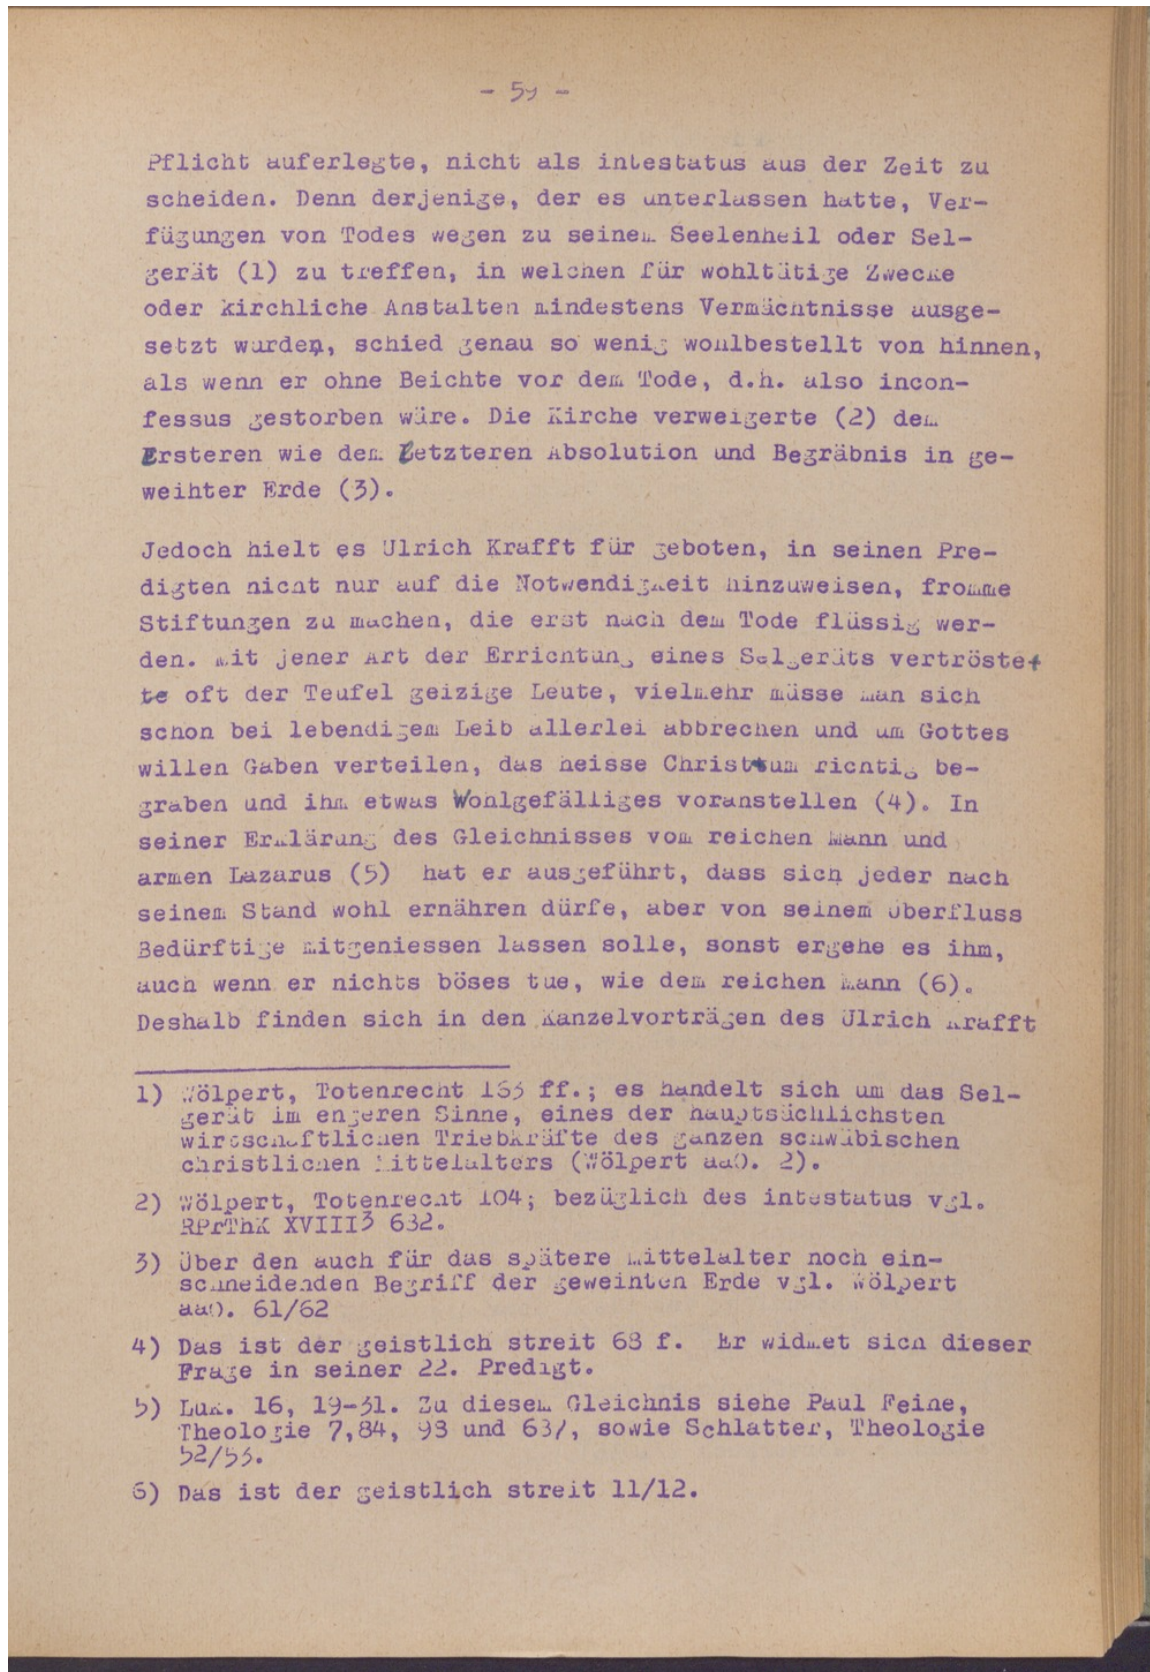 Pflicht auferlegte, nicht als intestatus aus der Zeit zu
scheiden. Denn derjenige, der es unterlassen hatte, Ver-
fügungen von Todes wegen zu seinem Seelenheil oder Sel-
gerät (1) zu treffen, in welchen für wohltätige Zwecke
oder kirchliche Anstalten mindestens Vermächtnisse ausge-
setzt wurden, schied genau so wenig wohlbestellt von hinnen,
als wenn er ohne Beichte vor dem Tode, d.h. also incon-
fessus gestorben wäre. Die Kirche verweigerte (2) dem
Ersteren wie dem Letzteren Absolution und Begräbnis in ge-
weihter Erde (3).
Jedoch hielt es Ulrich Krafft für geboten, in seinen Pre-
digten nicht nur auf die Notwendigkeit hinzuweisen, fromme
Stiftungen zu machen, die erst nach dem Tode flüssig wer-
den. Mit jener Art der Errichtung eines Selgeräts vertröste-
te oft der Teufel geizige Leute, vielmehr müsse man sich
schon bei lebendigem Leib allerlei abbrechen und um Gottes
willen Gaben verteilen, das heisse Christum richtig be-
graben und ihm etwas Wohlgefälliges voranstellen (4). In
seiner Erklärung des Gleichnisses vom reichen Mann und
armen Lazarus (5) hat er ausgeführt, dass sich jeder nach
seinem Stand wohl ernähren dürfe, aber von seinem Überfluss
Bedürftige mitgeniessen lassen solle, sonst ergehe es ihm,
auch wenn er nichts böses tue, wie dem reichen Mann (6).
Deshalb finden sich in den Kanzelvorträgen des Ulrich Krafft
1) Wölpert, Totenrecht ff.; es handelt sich um das Sel-
gerät im engeren Sinne, eines der hauptsächlichsten
wirtschaftlichen Triebkräfte des ganzen schwäbischen
christlichen Mittelalters (Wölpert aaO. 2).
2) Wölpert, Totenrecht 104; bezüglich des intestatus vgl.
RPrThK XVIII3 632.
3) Über den auch für das spätere Mittelalter noch ein-
schneidenden Begriff der geweihten Erde vgl. Wölpert
aaO. 61/62
4) Das ist der geistlich streit 68 f. Er widmet sich dieser
Frage in seiner 22. Predigt.
5) Luk. 16, 19-31. Zu diesem Gleichnis siehe Paul Feine,
Theologie 7,84, 98 und 637, sowie Schlatter, Theologie
52/53.
6) Das ist der geistlich streit 11/12.